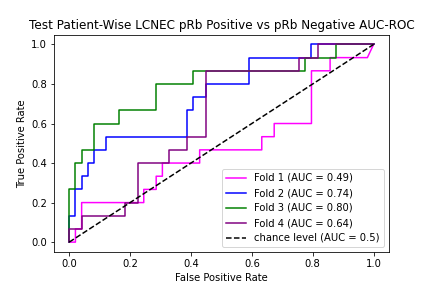 Test Patient-Wise LCNEC pRb Positive vs pRb Negative AUC-ROC
True Positive Rate
1.0
0.8
0.6
0.4
0.2
0.0
Fold 1 (AUC = 0.49)
Fold 2 (AUC = 0.74)
Fold 3 (AUC = 0.80)
Fold 4 (AUC = 0.64)
chance level (AUC = 0.5)
0.0 0.2 0.4 0.6 0.8 1.0
False Positive Rate